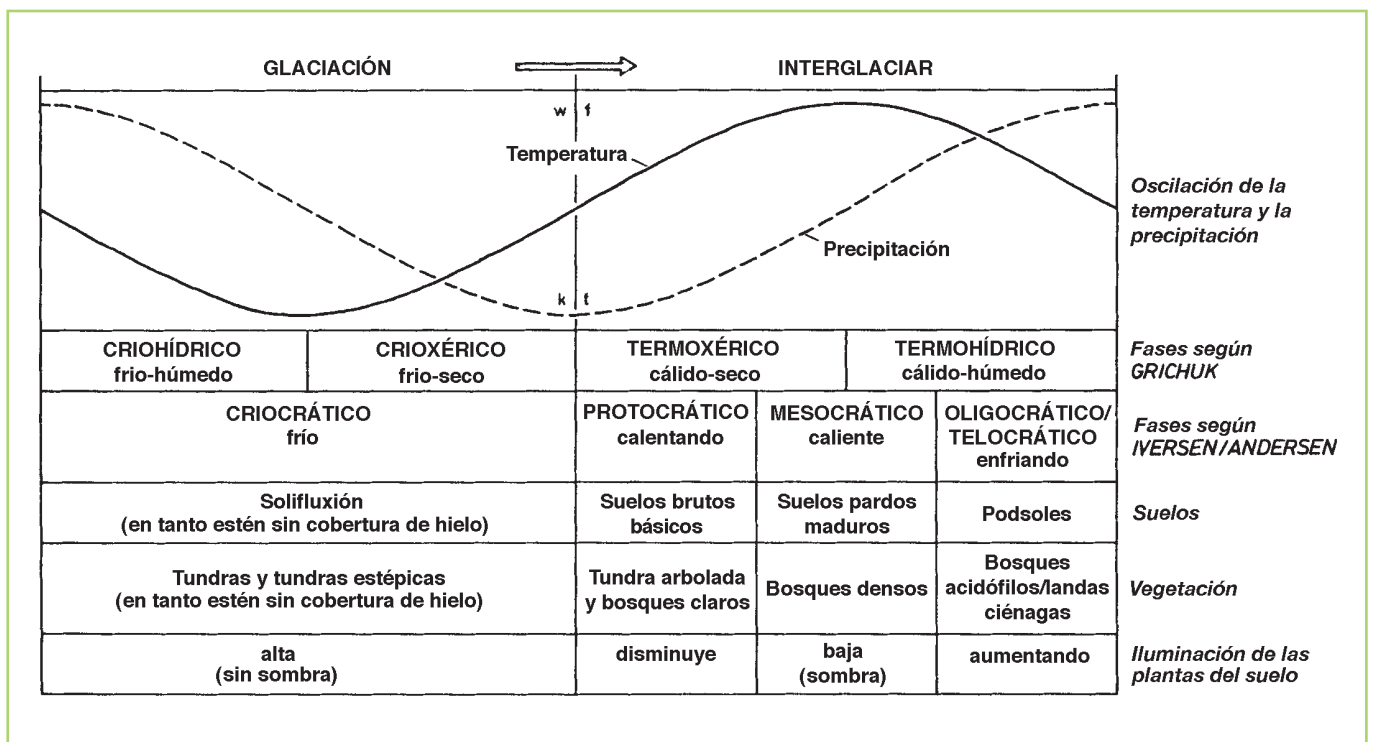 GLACIACIÓN
INTERGLACIAR
w f
Temperatura
Precipitación
k t
Oscilación de la
temperatura y la
precipitación
CRIOHÍDRICO
frio-húmedo
CRIOXÉRICO
frio-seco
TERMOXÉRICO
cálido-seco
TERMOHÍDRICO
cálido-húmedo
Fases según
GRICHUK
CRIOCRÁTICO
frío
PROTOCRÁTICO
calentando
MESOCRÁTICO
caliente
OLIGOCRÁTICO/
TELOCRÁTICO
enfriando
Fases según
IVERSEN/ANDERSEN
Solifluxión
(en tanto estén sin cobertura de hielo)
Suelos brutos
básicos
Suelos pardos
maduros
Podsoles
Suelos
Tundras y tundras estépicas
(en tanto estén sin cobertura de hielo)
Tundra arbolada
y bosques claros
Bosques densos
Bosques
acidófilos/landas
ciénagas
Vegetación
alta
(sin sombra)
disminuye
baja
(sombra)
aumentando
Iluminación de las
plantas del suelo